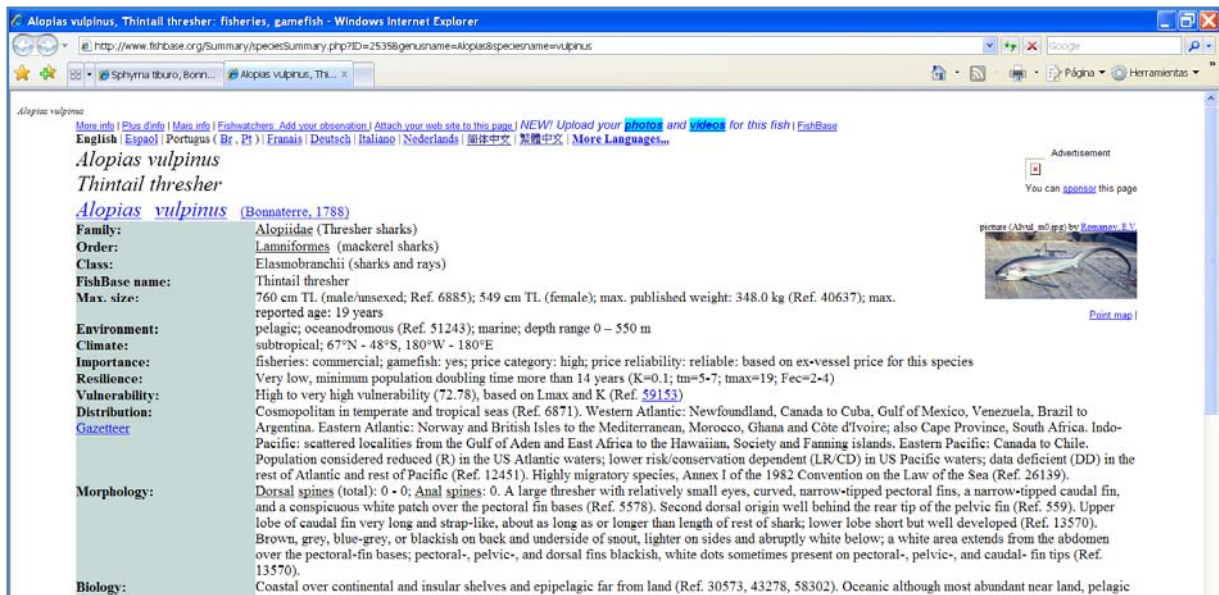 Alopias vulpinus, Thintail thresher: fisheries, gamefish - Windows Internet Explorer
http://www.fishbase.org/Summary/speciesSummary.php?ID=2535&genusname=Alopias&speciesname=vulpinus
Google
Sphyrna tiburo, Bonn...
Alopias vulpinus, Thi...
Página
Herramientas
Alopias vulpinus
More info | Plus d'info | Mais info | Fishwatchers: Add your observation | Attach your web site to this page | NEW! Upload your photos and videos for this fish | FishBase
English | Espaol | Portugus ( Br , Pt ) | Franais | Deutsch | Italiano | Nederlands | 简体中文 | 繁體中文 | More Languages...
Alopias vulpinus
Advertisement
Thintail thresher
You can sponsor this page
Alopias vulpinus (Bonnaterre, 1788)
Family: Alopiidae (Thresher sharks)
picture (Alvul_m0.jpg) by Romanov, E.V.
Order: Lamniformes (mackerel sharks)
Class: Elasmobranchii (sharks and rays)
FishBase name: Thintail thresher
Max. size: 760 cm TL (male/unsexed; Ref. 6885); 549 cm TL (female); max. published weight: 348.0 kg (Ref. 40637); max.
reported age: 19 years
Point map |
Environment: pelagic; oceanodromous (Ref. 51243); marine; depth range 0 – 550 m
Climate: subtropical; 67°N - 48°S, 180°W - 180°E
Importance: fisheries: commercial; gamefish: yes; price category: high; price reliability: reliable: based on ex-vessel price for this species
Resilience: Very low, minimum population doubling time more than 14 years (K=0.1; tm=5-7; tmax=19; Fec=2-4)
Vulnerability: High to very high vulnerability (72.78), based on Lmax and K (Ref. 59153)
Distribution: Cosmopolitan in temperate and tropical seas (Ref. 6871). Western Atlantic: Newfoundland, Canada to Cuba, Gulf of Mexico, Venezuela, Brazil to
Gazetteer Argentina. Eastern Atlantic: Norway and British Isles to the Mediterranean, Morocco, Ghana and Côte d'Ivoire; also Cape Province, South Africa. Indo-
Pacific: scattered localities from the Gulf of Aden and East Africa to the Hawaiian, Society and Fanning islands. Eastern Pacific: Canada to Chile.
Population considered reduced (R) in the US Atlantic waters; lower risk/conservation dependent (LR/CD) in US Pacific waters; data deficient (DD) in the
rest of Atlantic and rest of Pacific (Ref. 12451). Highly migratory species, Annex I of the 1982 Convention on the Law of the Sea (Ref. 26139).
Morphology: Dorsal spines (total): 0 - 0; Anal spines: 0. A large thresher with relatively small eyes, curved, narrow-tipped pectoral fins, a narrow-tipped caudal fin,
and a conspicuous white patch over the pectoral fin bases (Ref. 5578). Second dorsal origin well behind the rear tip of the pelvic fin (Ref. 559). Upper
lobe of caudal fin very long and strap-like, about as long as or longer than length of rest of shark; lower lobe short but well developed (Ref. 13570).
Brown, grey, blue-grey, or blackish on back and underside of snout, lighter on sides and abruptly white below; a white area extends from the abdomen
over the pectoral-fin bases; pectoral-, pelvic-, and dorsal fins blackish, white dots sometimes present on pectoral-, pelvic-, and caudal- fin tips (Ref.
13570).
Biology: Coastal over continental and insular shelves and epipelagic far from land (Ref. 30573, 43278, 58302). Oceanic although most abundant near land, pelagic